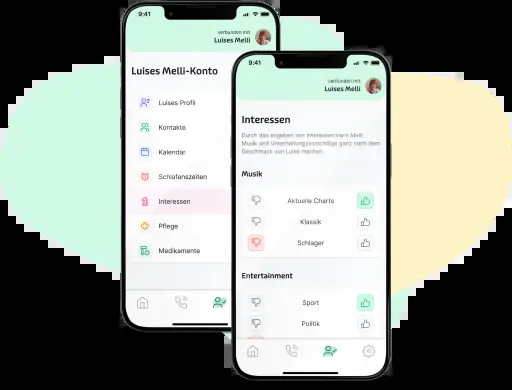 9:41
verbunden mit
Luises Melli
Luises Melli-Konto
Luises Profil
Kontakte
Kalendar
Schlafenszeiten
Interessen
Pflege
Medikamente
9:41
verbunden mit
Luises Melli
Interessen
Durch das angeben von Interessen kann Melli
Musik und Unterhaltungsvorschläge ganz nach dem
Geschmack von Luise machen.
Musik
Aktuelle Charts
Klassik
Schlager
Entertainment
Sport
Politik